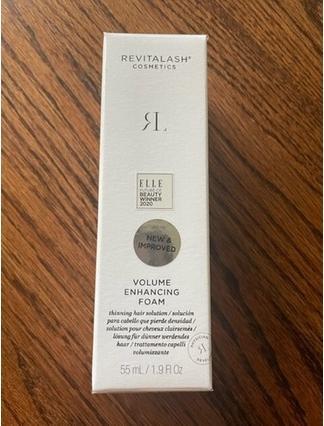 REVITALASH®
COSMETICS
RL
ELLE
FUTURE OF
BEAUTY
WINNER
2020
NEW &
IMPROVED
VOLUME
ENHANCING
FOAM
thinning hair solution / solución
para cabello que pierde densidad /
solution pour cheveux clairsemés /
lösung für dünner werdendes
haar / trattamento capelli
volumizzante
55 mL / 1.9 fl Oz